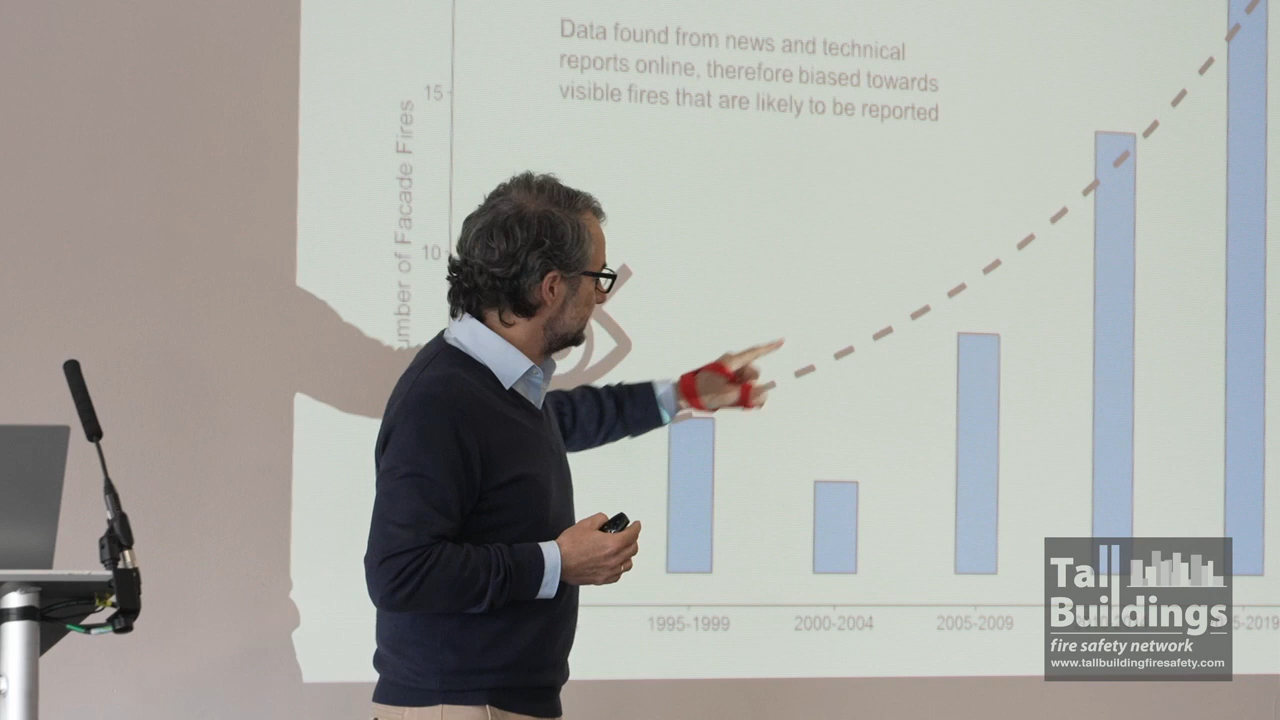 Data found from news and technical
reports online, therefore biased towards
visible fires that are likely to be reported
15
10
umber of Facade Fires
1995-1999
2000-2004
2005-2009
5-2019
Tall
Buildings
fire safety network
www.tallbuildingfiresafety.com